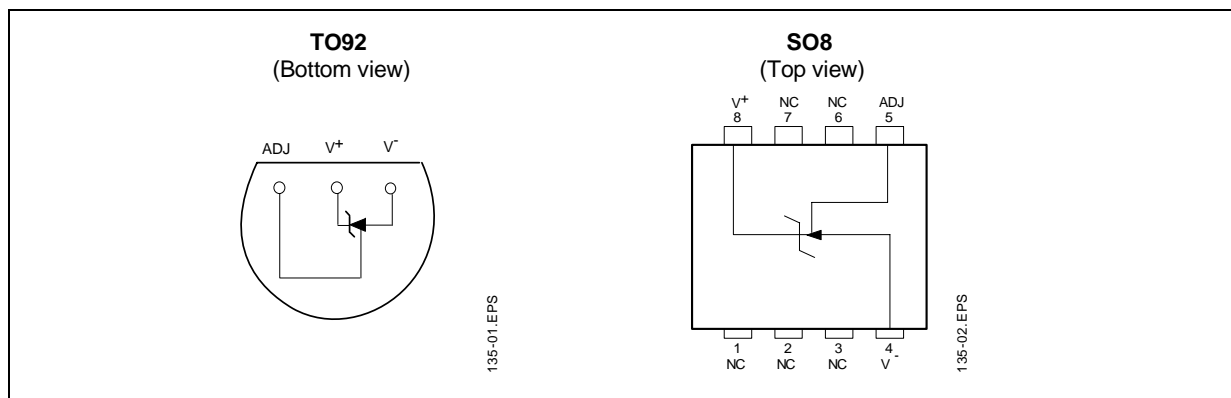 TO92
(Bottom view)
ADJ V+ V-
135-01.EPS
SO8
(Top view)
V+ NC NC ADJ
8 7 6 5
1 2 3 4
NC NC NC V-
135-02.EPS